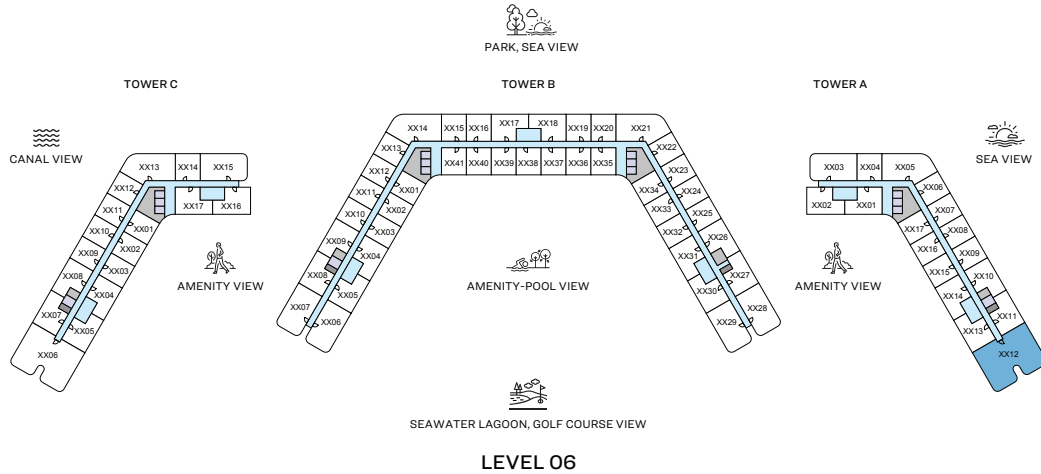 PARK, SEA VIEW
TOWER C
TOWER B
TOWER A
CANAL VIEW
SEA VIEW
XX13
XX14
XX15
XX12
XX11
XX10
XX09
XX08
XX07
XX06
XX01
XX02
XX03
XX04
XX05
XX17
XX16
AMENITY VIEW
XX14
XX15
XX16
XX17
XX18
XX19
XX20
XX21
XX13
XX12
XX11
XX10
XX09
XX08
XX07
XX06
XX01
XX02
XX03
XX04
XX05
XX41
XX40
XX39
XX38
XX37
XX36
XX35
XX22
XX23
XX24
XX25
XX26
XX27
XX28
XX34
XX33
XX32
XX31
XX30
XX29
AMENITY-POOL VIEW
AMENITY VIEW
XX03
XX04
XX05
XX02
XX01
XX06
XX07
XX08
XX09
XX10
XX11
XX17
XX16
XX15
XX14
XX13
XX12
SEAWATER LAGOON, GOLF COURSE VIEW
LEVEL 06